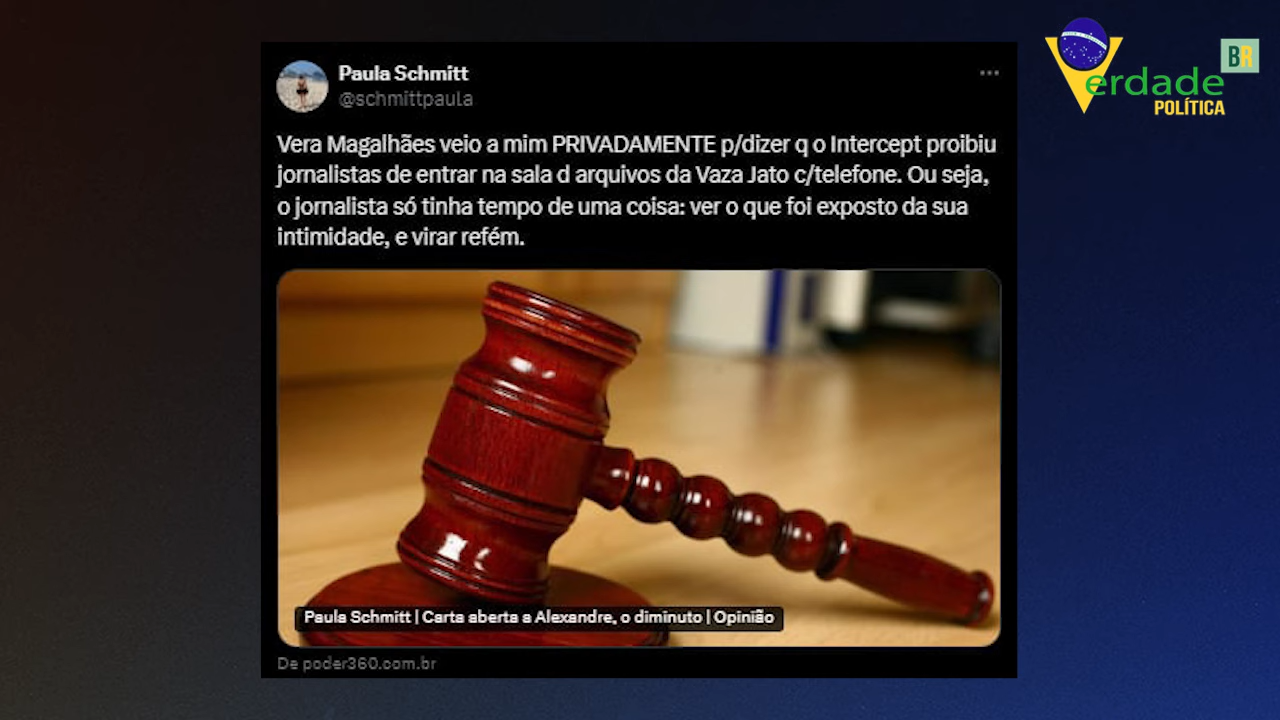 Paula Schmitt
@schmittpaula
Vera Magalhães veio a mim PRIVADAMENTE p/dizer q o Intercept proibiu
jornalistas de entrar na sala d arquivos da Vaza Jato c/telefone. Ou seja,
o jornalista só tinha tempo de uma coisa: ver o que foi exposto da sua
intimidade, e virar refém.
Paula Schmitt | Carta aberta a Alexandre, o diminuto | Opinião
De poder360.com.br
Verdade
BR
POLÍTICA